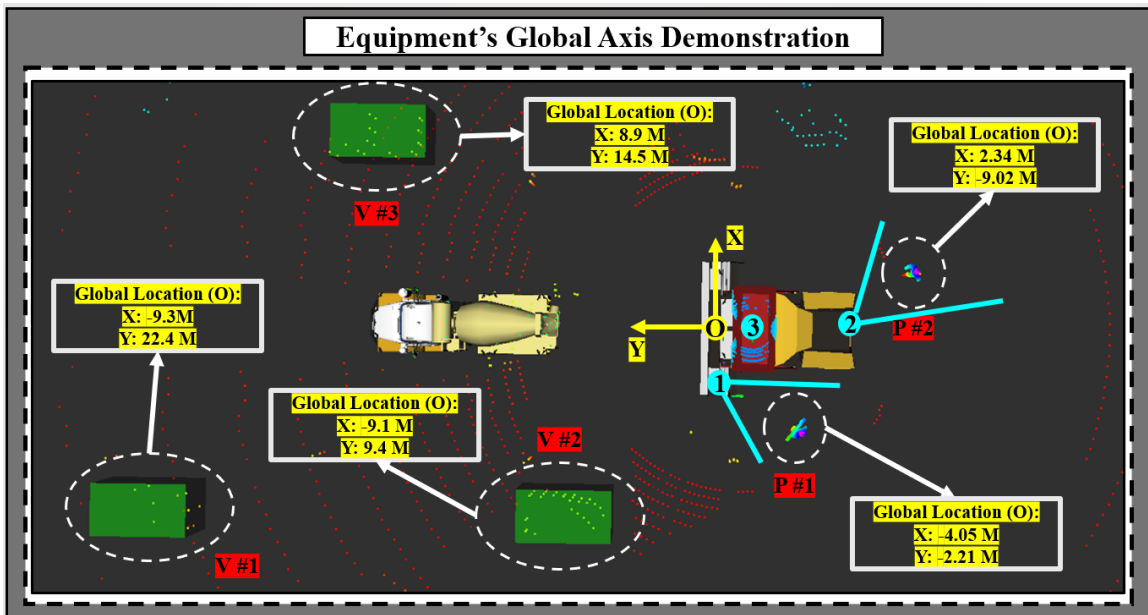 Equipment's Global Axis Demonstration
Global Location (O):
X: 8.9 M
Y: 14.5 M
Global Location (O):
X: 2.34 M
Y: -9.02 M
V #3
X
Global Location (O):
X: -9.3M
Y: 22.4 M
Y
O
3
2
P #2
1
Global Location (O):
X: -9.1 M
Y: 9.4 M
V #2
P #1
Global Location (O):
X: -4.05 M
Y: -2.21 M
V #1